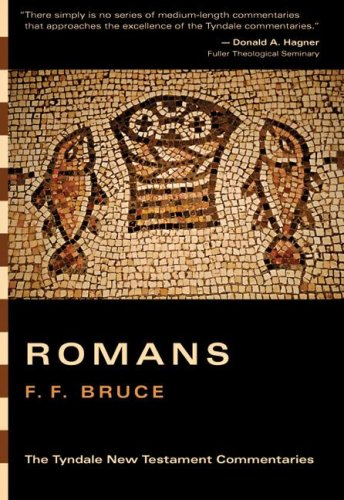 "There simply is no series of medium-length commentaries
that approaches the excellence of the Tyndale commentaries."
— Donald A. Hagner
Fuller Theological Seminary
ROMANS
F. F. BRUCE
The Tyndale New Testament Commentaries